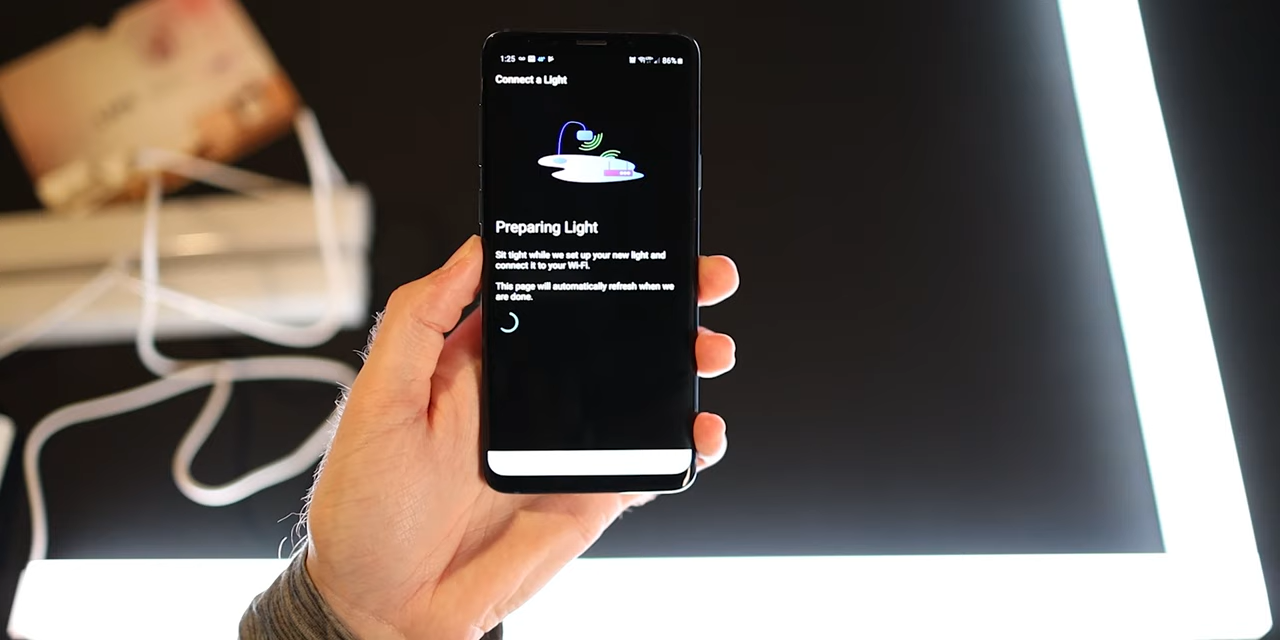 1:25
86%
Connect a Light
Preparing Light
Sit tight while we set up your new light and
connect it to your Wi-Fi.
This page will automatically refresh when we
are done.